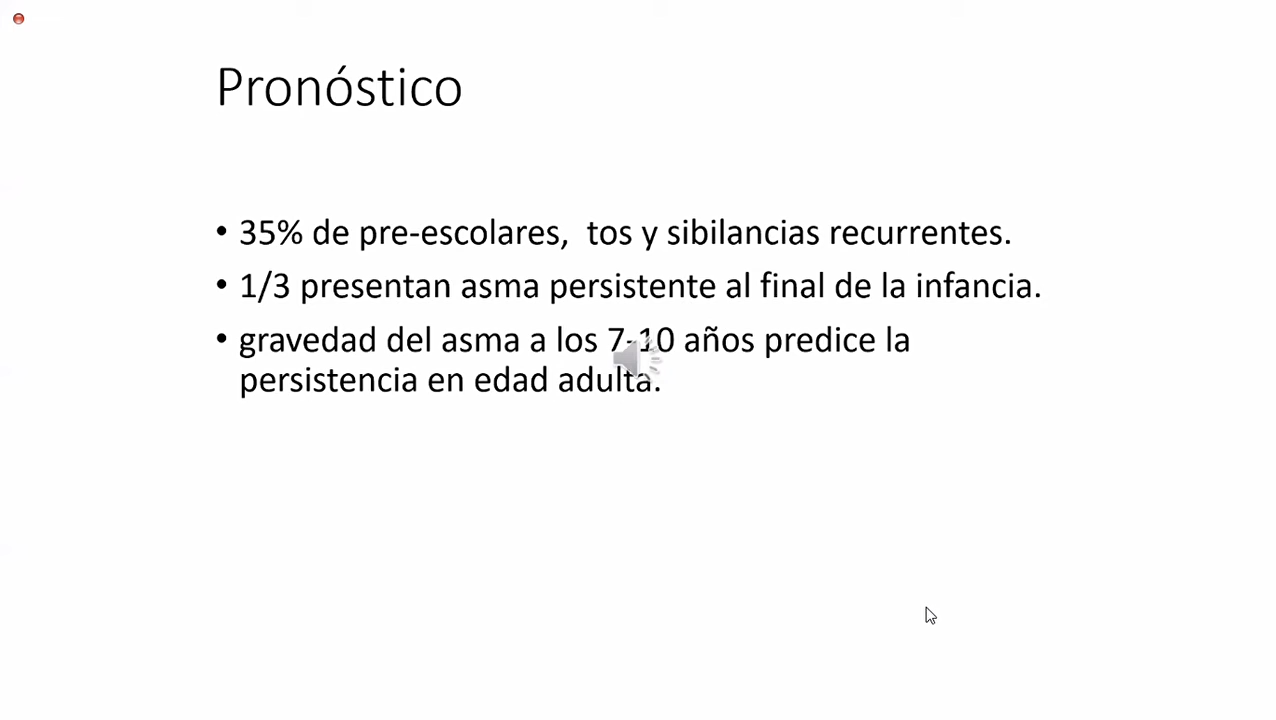 Pronóstico
• 35% de pre-escolares,  tos y sibilancias recurrentes.
• 1/3 presentan asma persistente al final de la infancia.
• gravedad del asma a los 7-10 años predice la
persistencia en edad adulta.